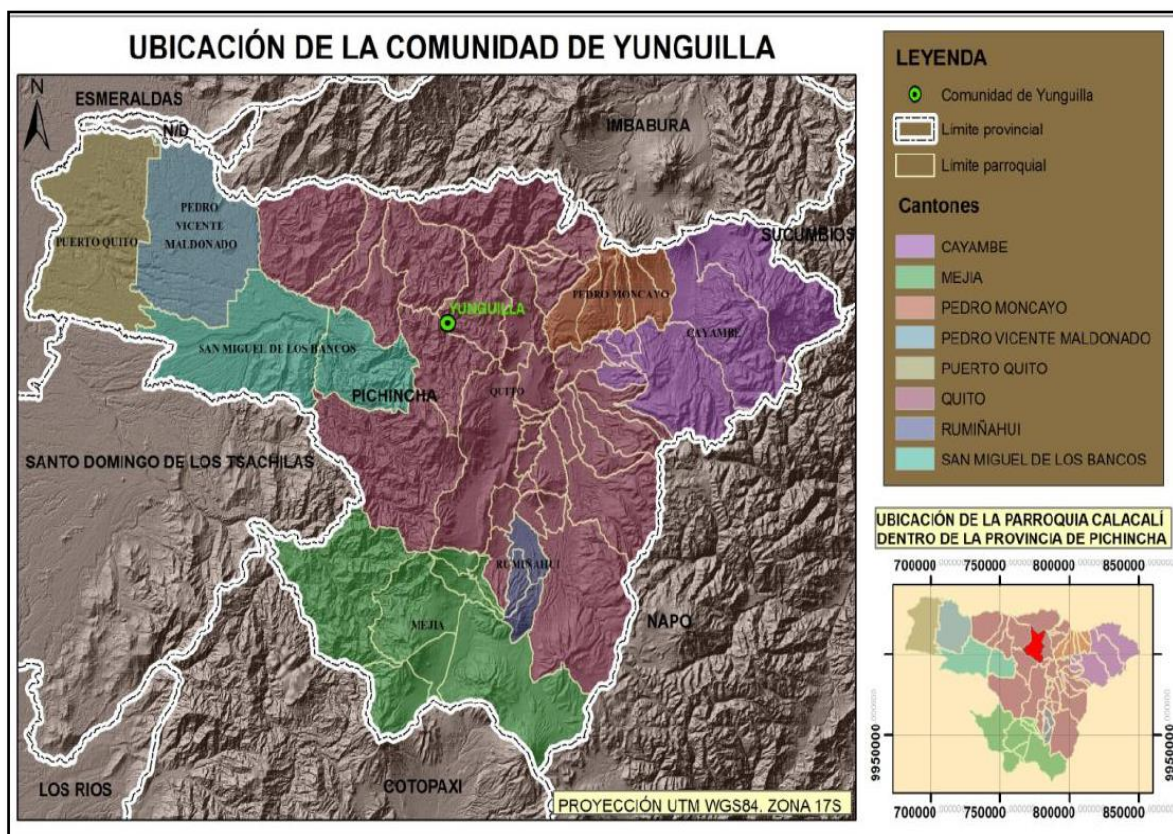 UBICACIÓN DE LA COMUNIDAD DE YUNGUILLA
N
ESMERALDAS
N/D
IMBABURA
PEDRO
VICENTE
MALDONADO
PUERTO QUITO
SUCUMBIOS
PEDRO MONCAYO
YUNGUILLA
CAYAMBE
SAN MIGUEL DE LOS BANCOS
PICHINCHA
QUITO
SANTO DOMINGO DE LOS TSACHILAS
RUMIÑAHUI
NAPO
MEJIA
LOS RIOS
COTOPAXI
PROYECCIÓN UTM WGS84. ZONA 17S
LEYENDA
Comunidad de Yunguilla
Límite provincial
Límite parroquial
Cantones
CAYAMBE
MEJIA
PEDRO MONCAYO
PEDRO VICENTE MALDONADO
PUERTO QUITO
QUITO
RUMIÑAHUI
SAN MIGUEL DE LOS BANCOS
UBICACIÓN DE LA PARROQUIA CALACALÍ
DENTRO DE LA PROVINCIA DE PICHINCHA
700000 750000 800000 850000
9950000 9950000
700000 750000 800000 850000